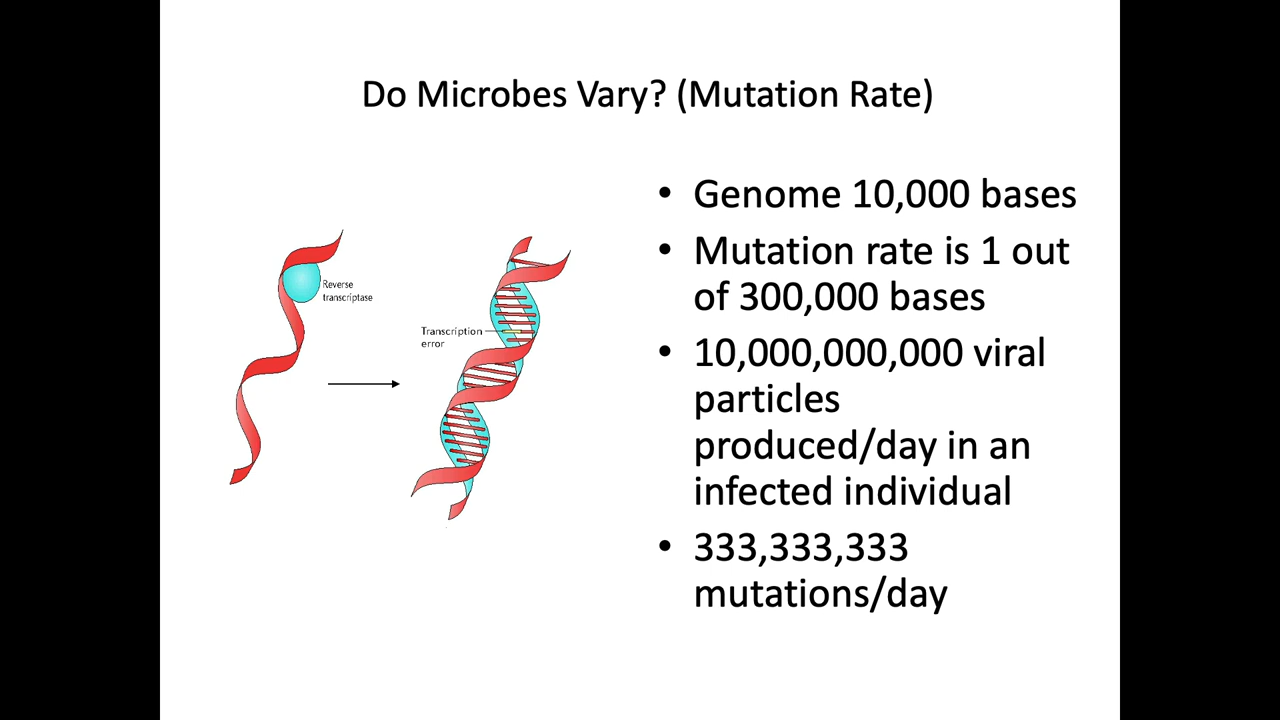 Do Microbes Vary? (Mutation Rate)
Reverse
transcriptase
Transcription
error
• Genome 10,000 bases
• Mutation rate is 1 out
of 300,000 bases
• 10,000,000,000 viral
particles
produced/day in an
infected individual
• 333,333,333
mutations/day